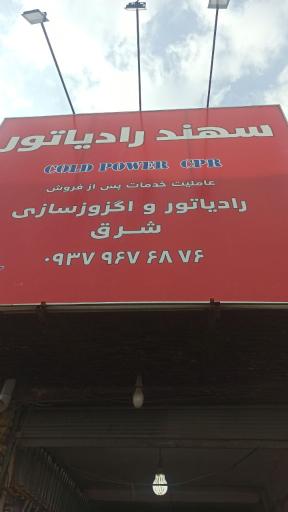 سهند رادیاتور
COLD POWER CPR
عاملیت خدمات پس از فروش
رادیاتور و اگزوزسازی
شرق
۰۹۳۷ ۹۶۷ ۶۸ ۷۶